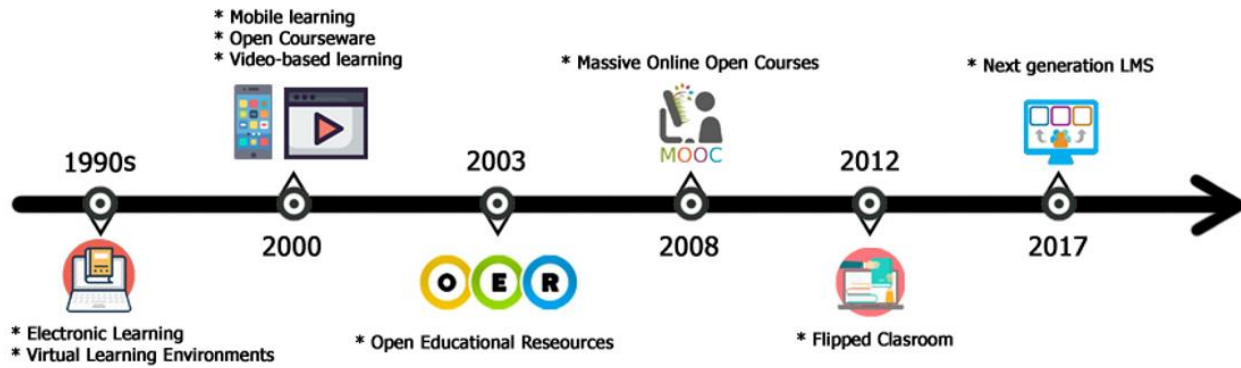 * Mobile learning
* Open Courseware
* Video-based learning
* Massive Online Open Courses
* Next generation LMS
MOOC
1990s
2003
2012
2000
2008
2017
OER
* Electronic Learning
* Virtual Learning Environments
* Open Educational Reseources
* Flipped Clasroom